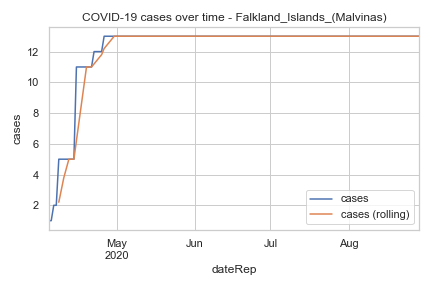 COVID-19 cases over time - Falkland_Islands_(Malvinas)
12
10
8
6
4
2
cases
cases
cases (rolling)
May
2020
Jun
Jul
Aug
dateRep